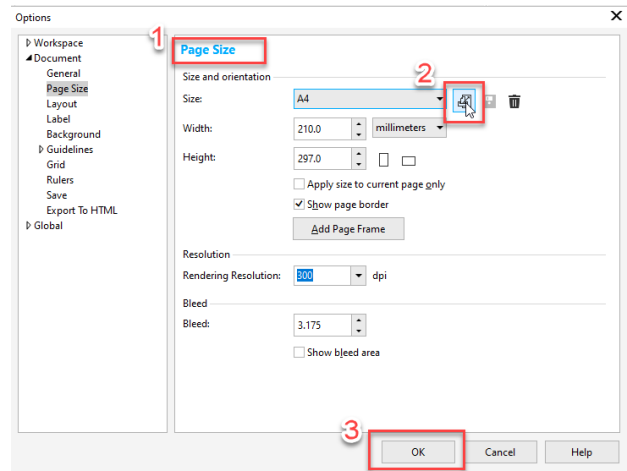 Options
Workspace
Document
General
Page Size
Layout
Label
Background
Guidelines
Grid
Rulers
Save
Export To HTML
Global
1
Page Size
Size and orientation
2
Size: A4
Width: 210.0 millimeters
Height: 297.0
Apply size to current page only
Show page border
Add Page Frame
Resolution
Rendering Resolution: 300 dpi
Bleed
Bleed: 3.175
Show bleed area
3
OK Cancel Help